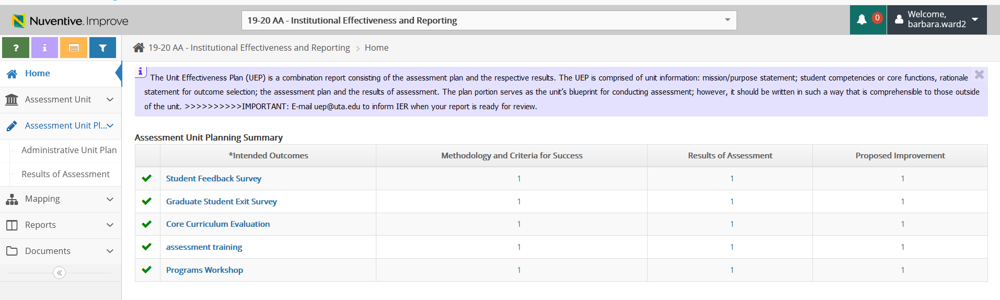 Nuventive Improve
19-20 AA - Institutional Effectiveness and Reporting
0
Welcome,
barbara.ward2
?
i
19-20 AA - Institutional Effectiveness and Reporting > Home
Home
Assessment Unit
Assessment Unit Pl...
Administrative Unit Plan
Results of Assessment
Mapping
Reports
Documents
i
The Unit Effectiveness Plan (UEP) is a combination report consisting of the assessment plan and the respective results. The UEP is comprised of unit information: mission/purpose statement; student competencies or core functions, rationale
statement for outcome selection; the assessment plan and the results of assessment. The plan portion serves as the unit's blueprint for conducting assessment; however, it should be written in such a way that is comprehensible to those outside
of the unit. >>>>>>>>>>IMPORTANT: E-mail uep@uta.edu to inform IER when your report is ready for review.
Assessment Unit Planning Summary
*Intended Outcomes Methodology and Criteria for Success Results of Assessment Proposed Improvement
Student Feedback Survey 1 1 1
Graduate Student Exit Survey 1 1 1
Core Curriculum Evaluation 1 1 1
assessment training 1 1 1
Programs Workshop 1 1 1